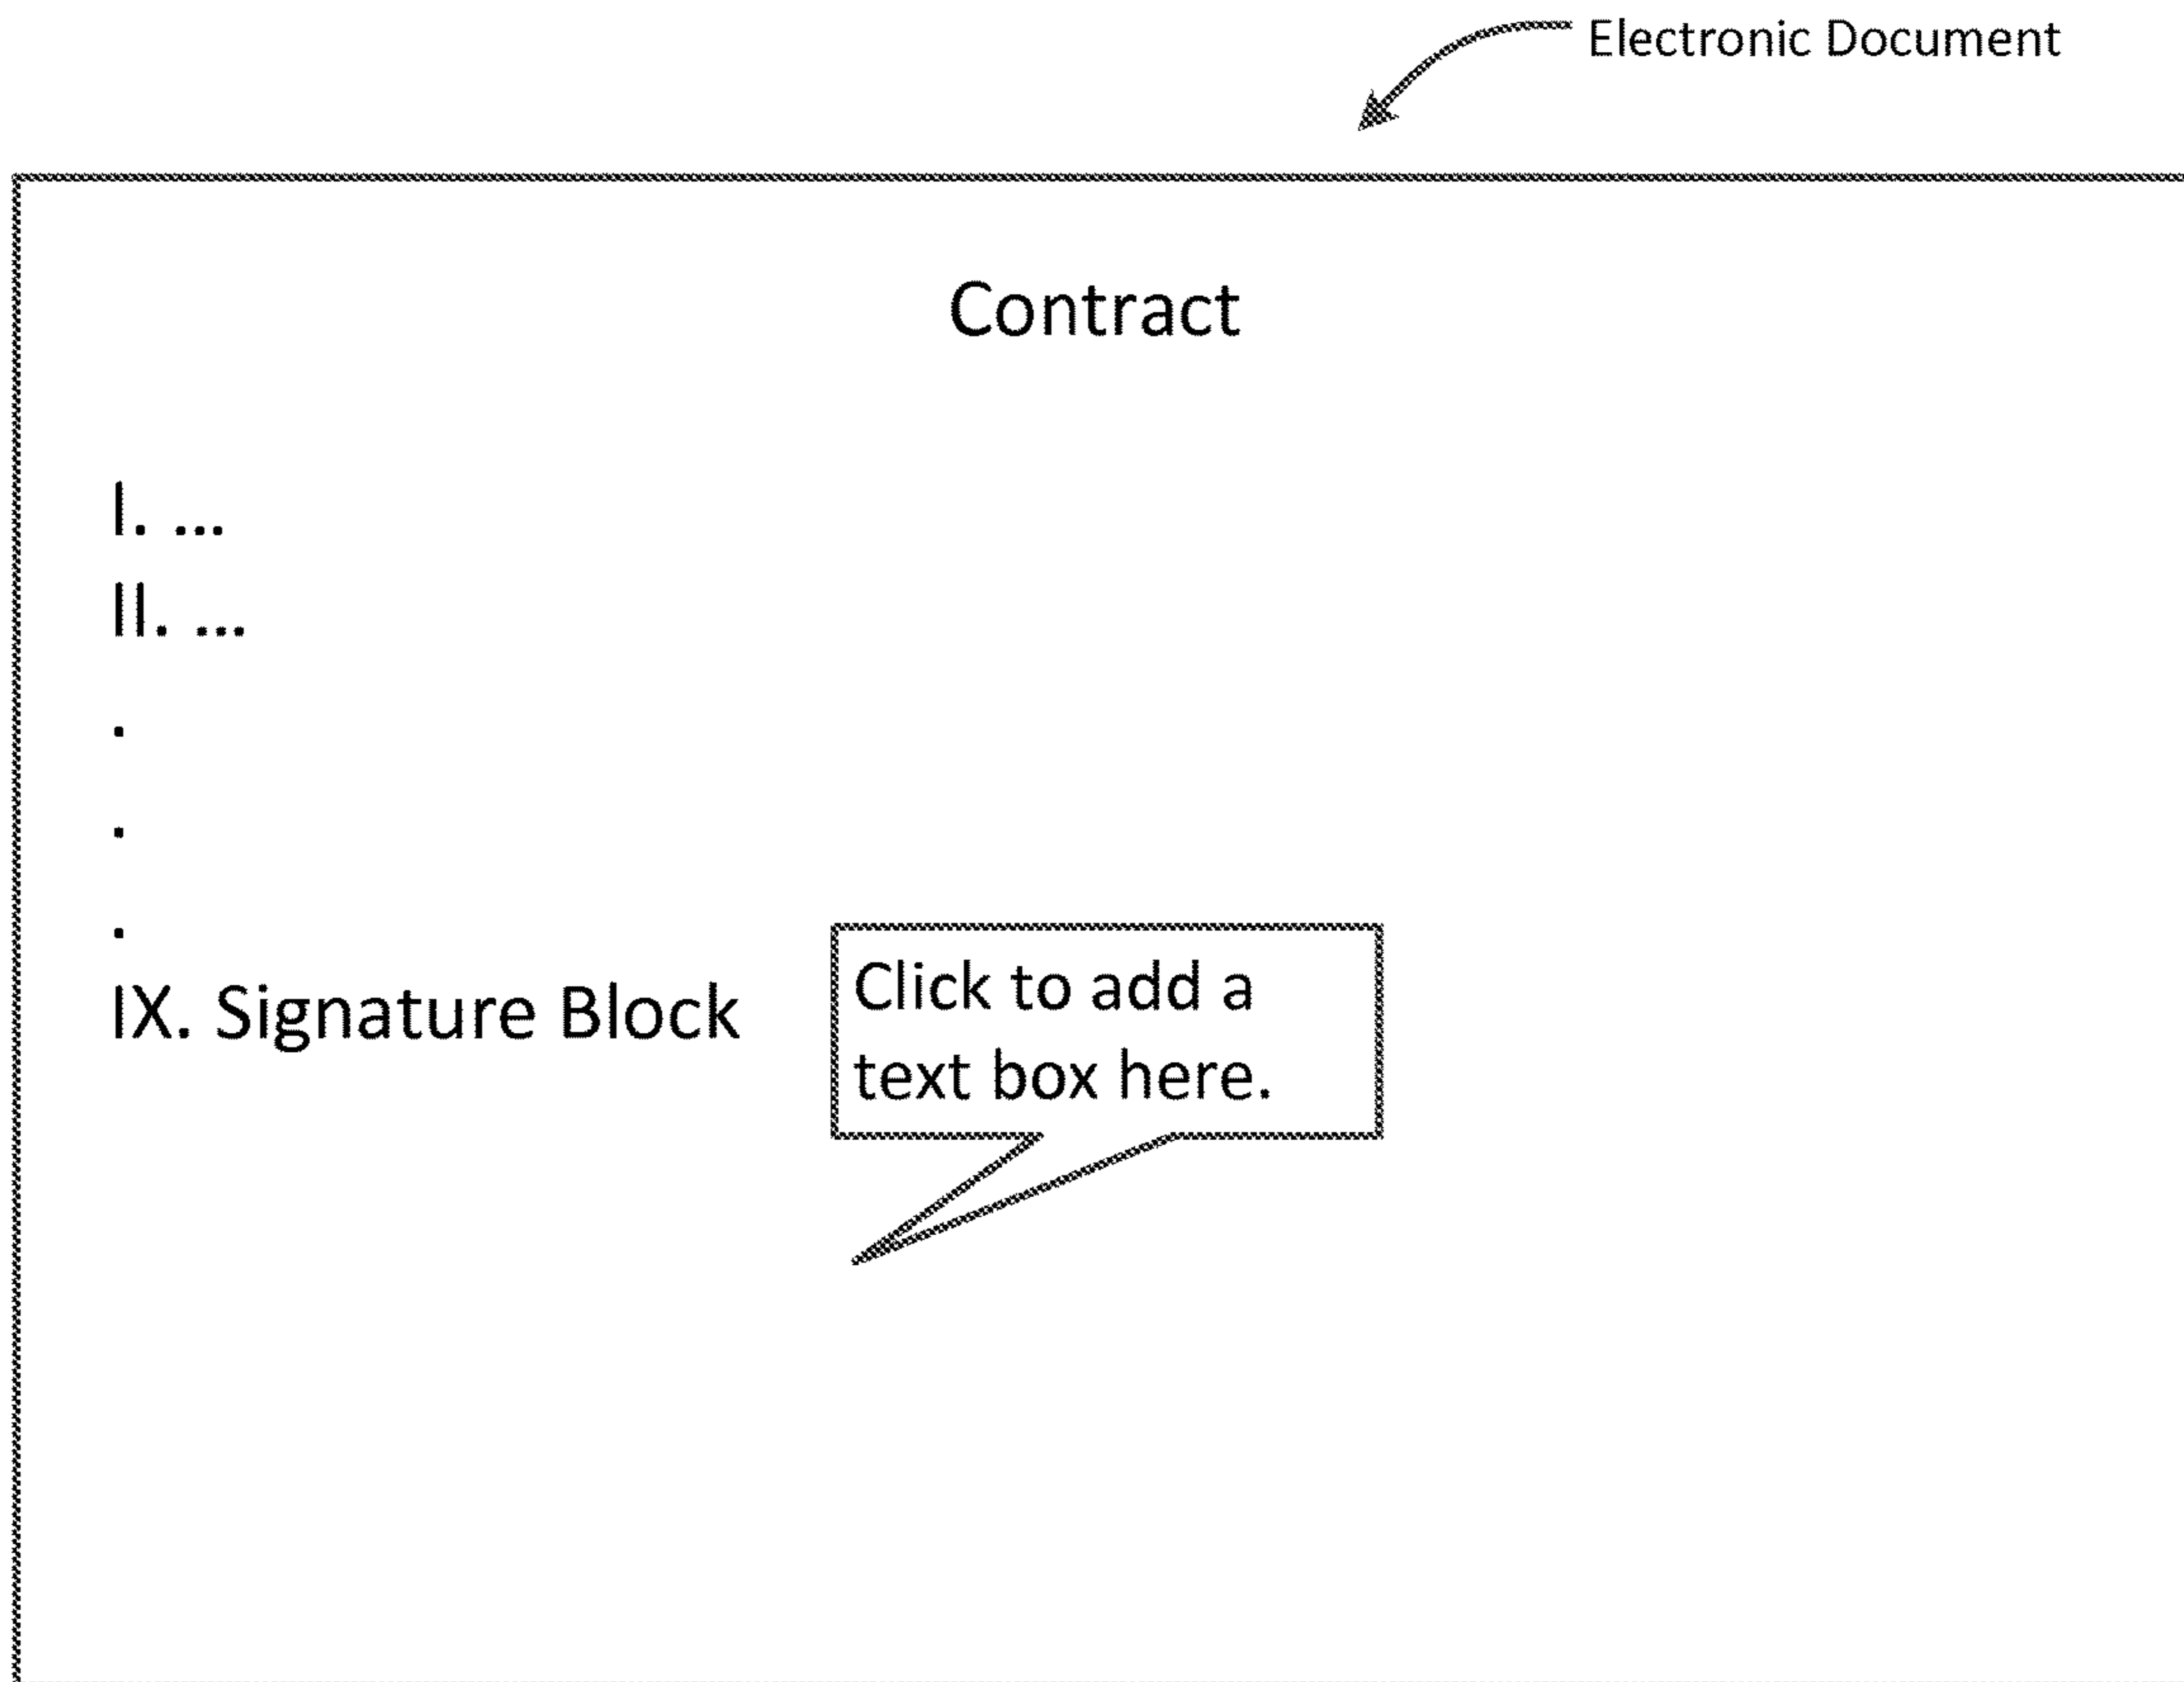 Electronic Document
Contract
I. ...
II. ...
.
.
.
IX. Signature Block
Click to add a
text box here.